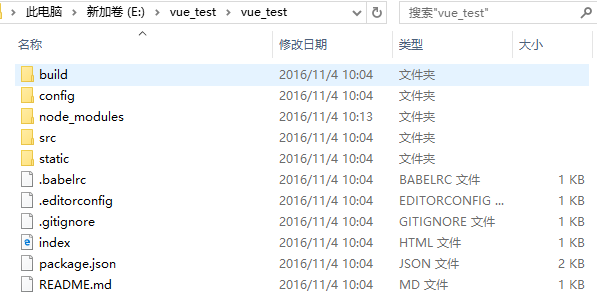 此电脑 › 新加卷 (E:) › vue_test › vue_test 搜索"vue_test"
名称 修改日期 类型 大小
build 2016/11/4 10:04 文件夹
config 2016/11/4 10:04 文件夹
node_modules 2016/11/4 10:13 文件夹
src 2016/11/4 10:04 文件夹
static 2016/11/4 10:04 文件夹
.babelrc 2016/11/4 10:04 BABELRC 文件 1 KB
.editorconfig 2016/11/4 10:04 EDITORCONFIG ... 1 KB
.gitignore 2016/11/4 10:04 GITIGNORE 文件 1 KB
index 2016/11/4 10:04 HTML 文件 1 KB
package.json 2016/11/4 10:04 JSON 文件 2 KB
README.md 2016/11/4 10:04 MD 文件 1 KB